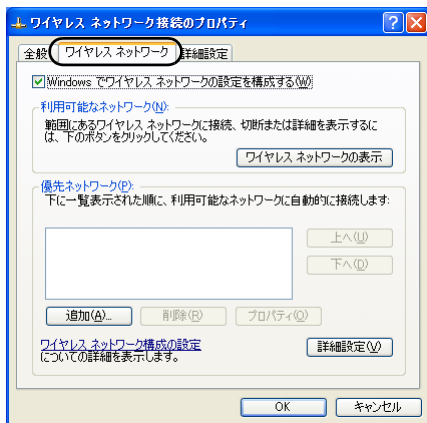 ワイヤレス ネットワーク接続のプロパティ
全般
ワイヤレス ネットワーク
詳細設定
Windows でワイヤレス ネットワークの設定を構成する(W)
利用可能なネットワーク(N):
範囲にあるワイヤレス ネットワークに接続、切断または詳細を表示するに
は、下のボタンをクリックしてください。
ワイヤレス ネットワークの表示
優先ネットワーク(P):
下に一覧表示された順に、利用可能なネットワークに自動的に接続します:
上へ(U)
下へ(D)
追加(A)...
削除(R)
プロパティ(O)
ワイヤレス ネットワーク構成の設定
についての詳細を表示します。
詳細設定(V)
OK
キャンセル